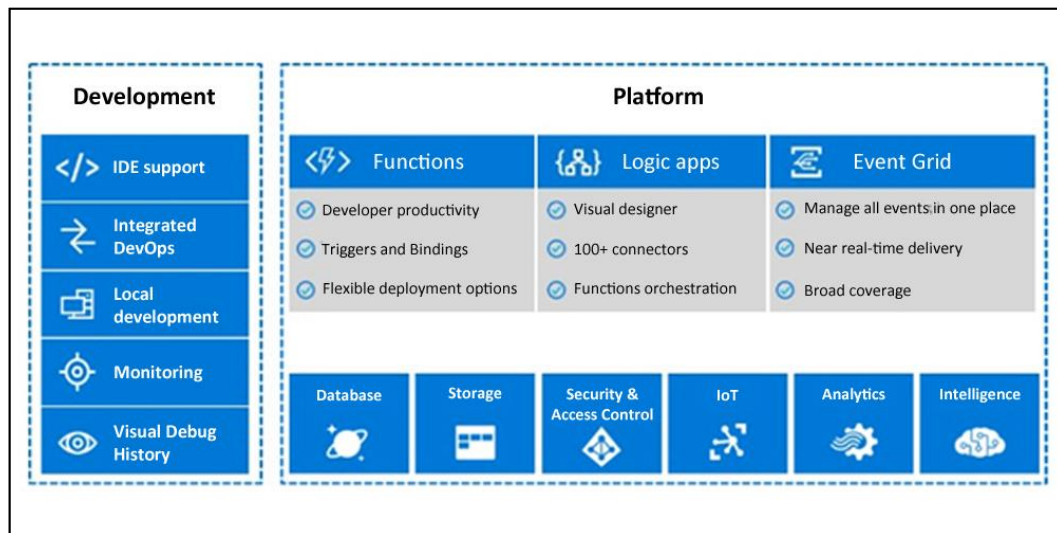 Development
</> IDE support
Integrated
DevOps
Local
development
Monitoring
Visual Debug
History
Platform
Functions
Developer productivity
Triggers and Bindings
Flexible deployment options
Logic apps
Visual designer
100+ connectors
Functions orchestration
Event Grid
Manage all events in one place
Near real-time delivery
Broad coverage
Database
Storage
Security &
Access Control
IoT
Analytics
Intelligence